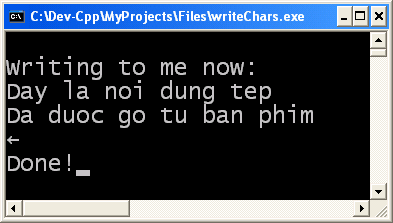 C:\Dev-Cpp\MyProjects\Files\writeChars.exe
Writing to me now:
Day la noi dung tep
Da duoc go tu ban phim
←
Done!